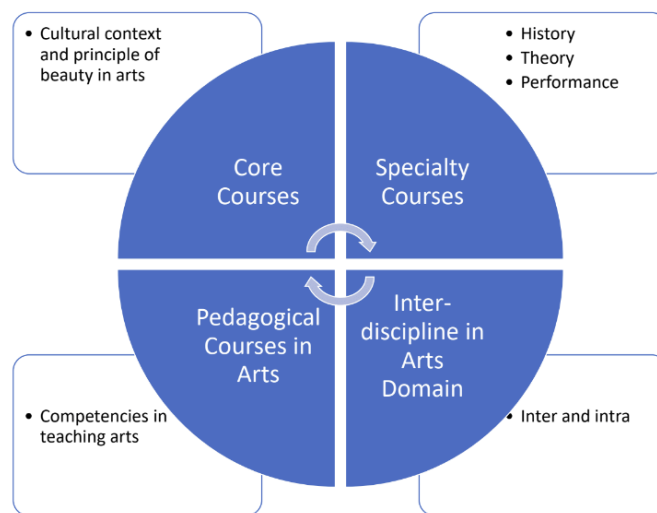 • Cultural context
and principle of
beauty in arts
• History
• Theory
• Performance
Core
Courses
Specialty
Courses
Pedagogical
Courses in
Arts
Inter-
discipline in
Arts
Domain
• Competencies in
teaching arts
• Inter and intra